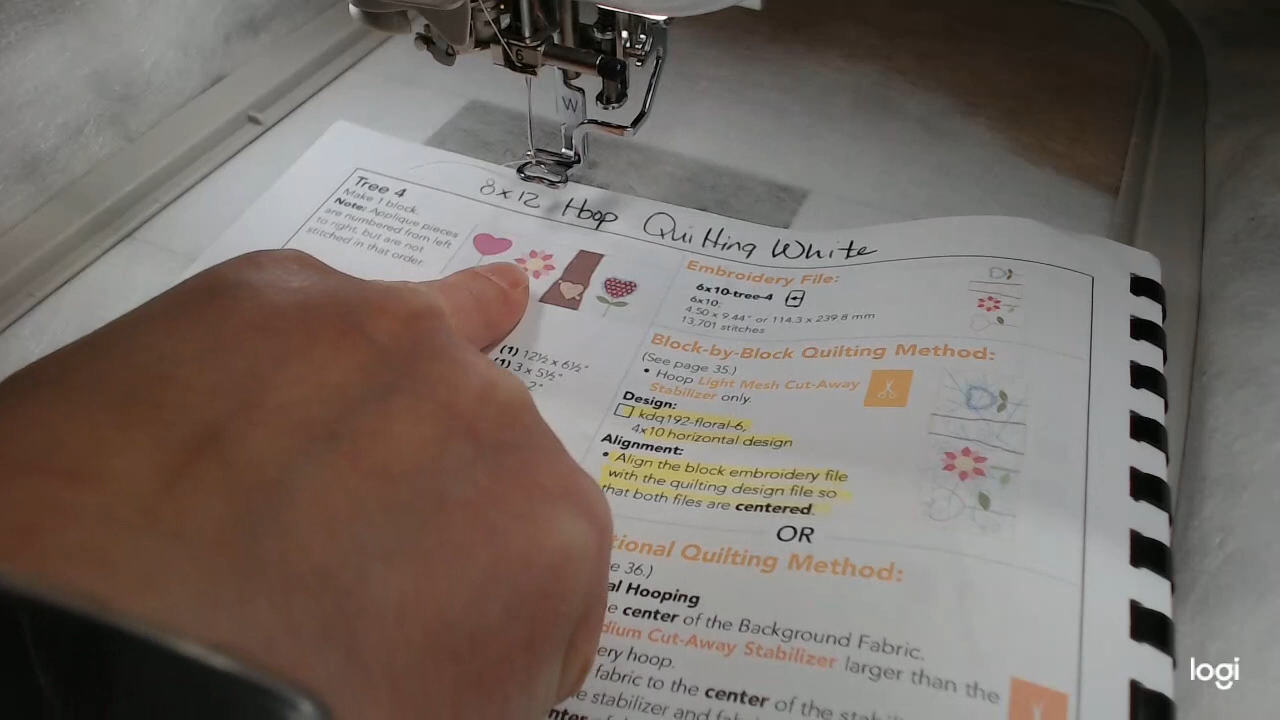 6
W
8x12 Hoop Quilting White
Tree 4
Make 1 block.
Note: Applique pieces
are numbered from left
to right, but are not
stitched in that order.
(1) 12½ x 6½"
(1) 3 x 5½"
2"
Embroidery File:
6x10-tree-4
6x10:
4.50 x 9.44" or 114.3 x 239.8 mm
13,701 stitches
Block-by-Block Quilting Method:
(See page 35.)
• Hoop Light Mesh Cut-Away
Stabilizer only.
Design:
kdq192-floral-6,
4x10 horizontal design
Alignment:
• Align the block embroidery file
with the quilting design file so
that both files are centered.
OR
tional Quilting Method:
e 36.)
al Hooping
e center of the Background Fabric.
dium Cut-Away Stabilizer larger than the
ery hoop.
fabric to the center of the
e stabilizer and
logi